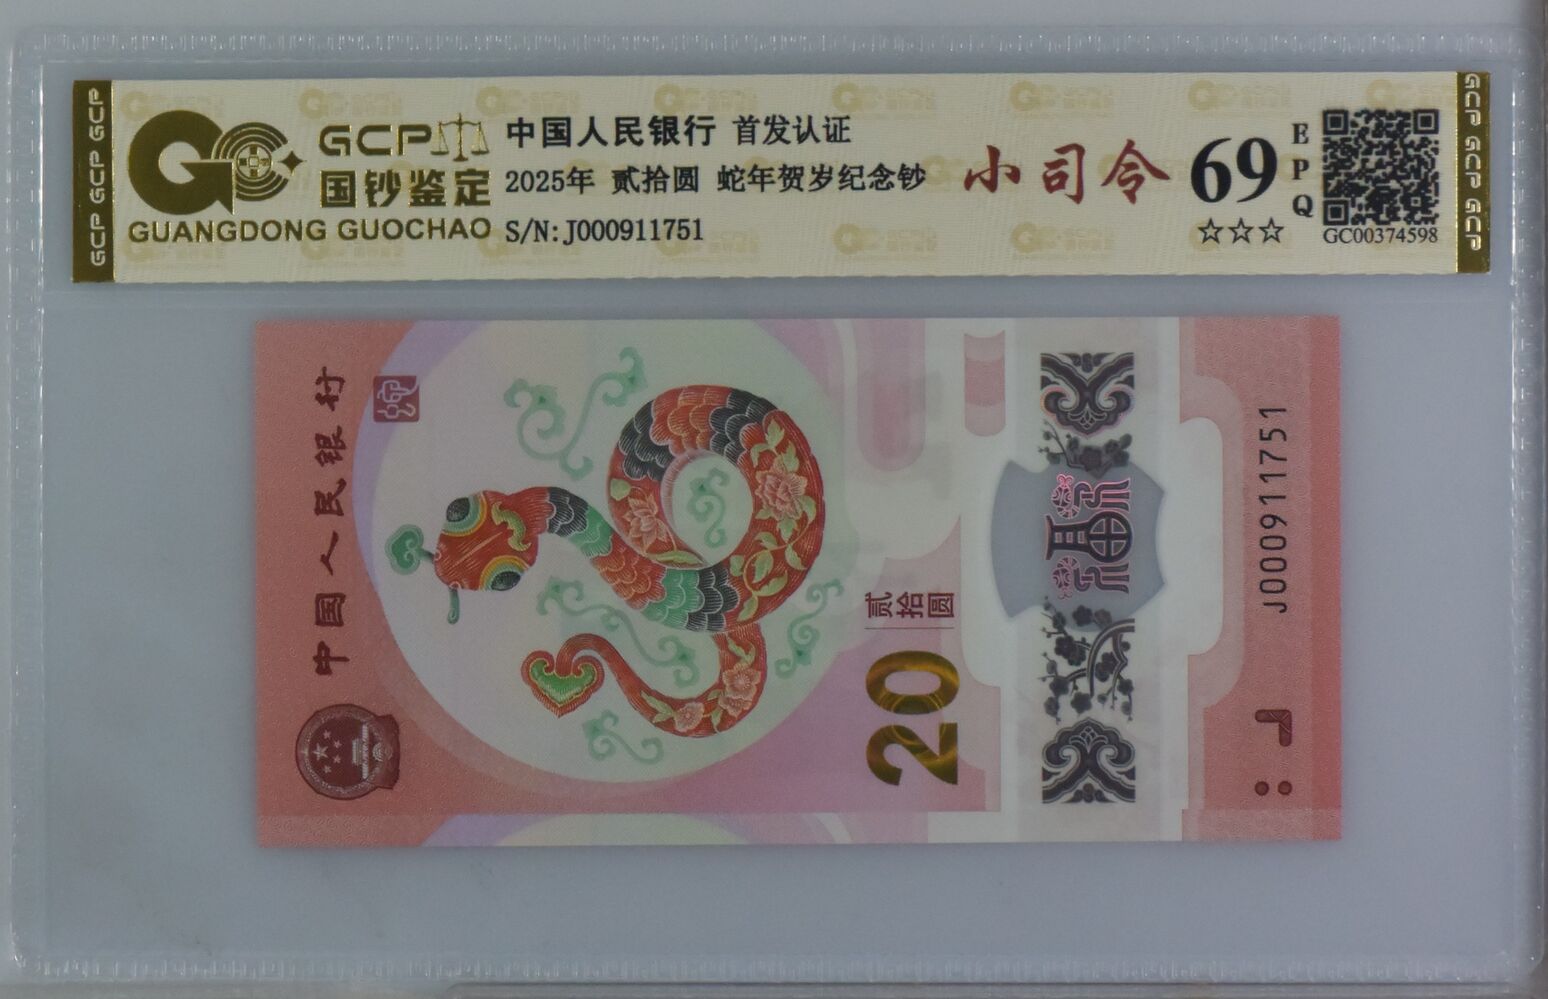 GCP
国钞鉴定
GUANGDONG GUOCHAO
中国人民银行 首发认证
2025年 贰拾圆 蛇年贺岁纪念钞
S/N: J000911751
小司令
69
EPQ
☆☆☆
GC00374598
GCP GCP GCP
GCP GCP GCP
中国人民银行
蛇
贰拾圆
20
福
J000911751